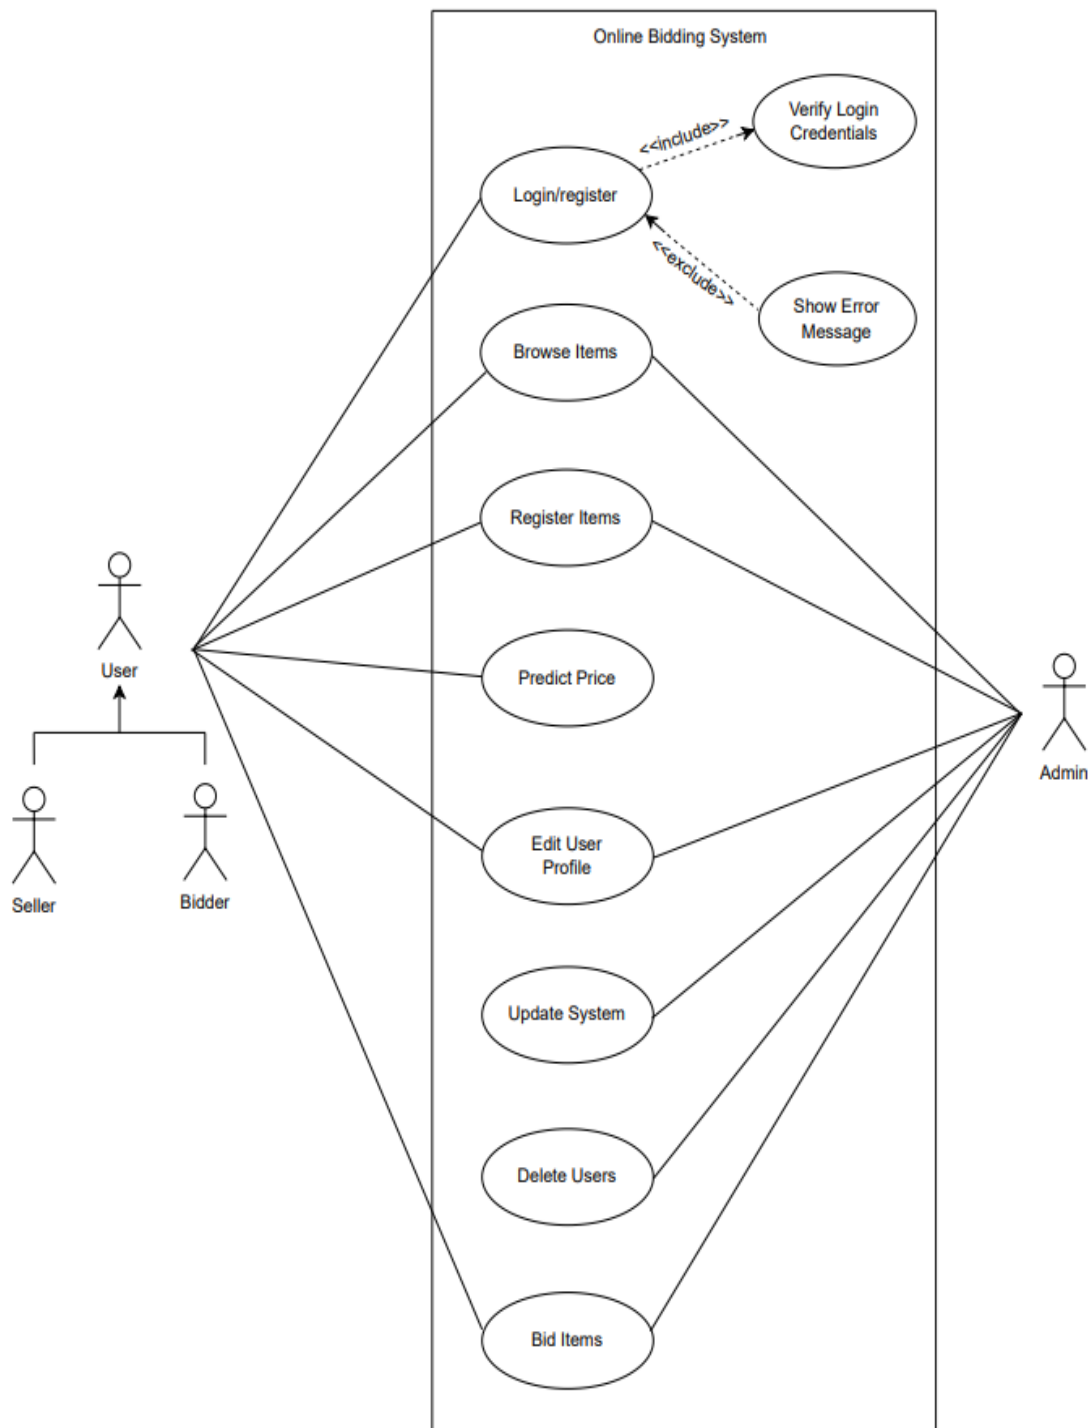 Online Bidding System
Verify Login
Credentials
<<include>>
Login/register
<<exclude>>
Show Error
Message
Browse Items
Register Items
User
Predict Price
Admin
Edit User
Profile
Seller
Bidder
Update System
Delete Users
Bid Items